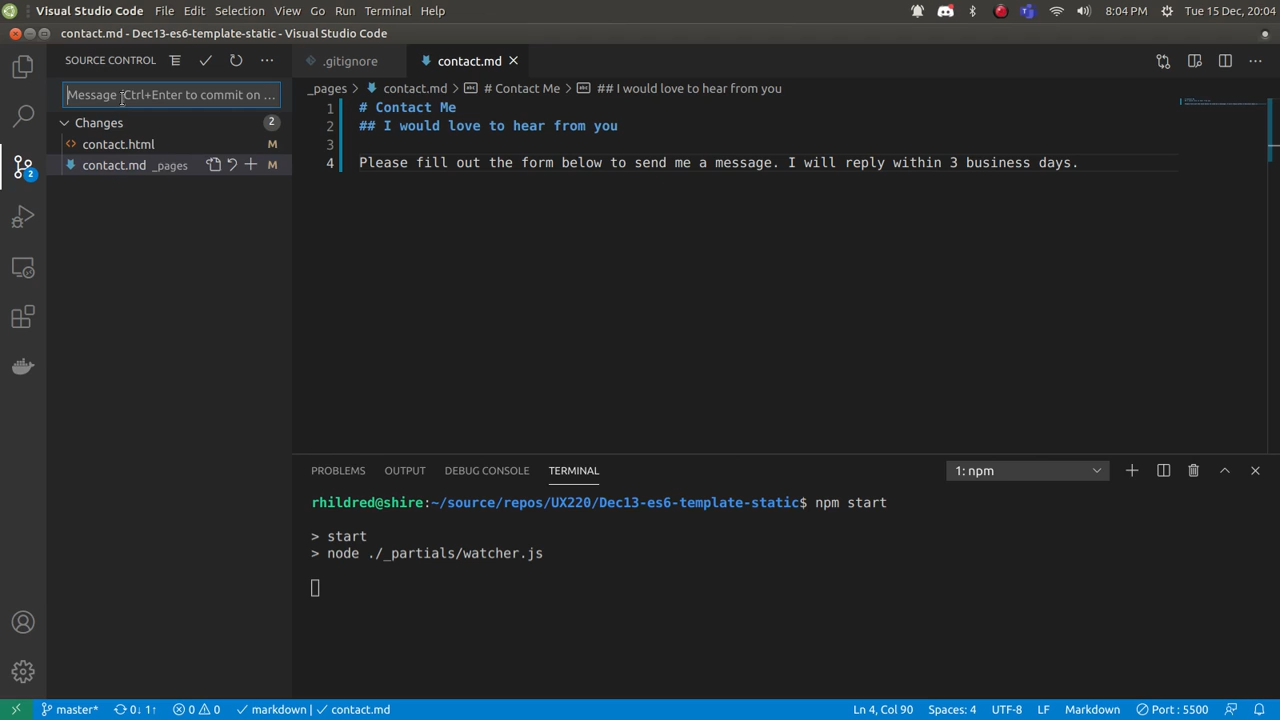 Visual Studio Code File Edit Selection View Go Run Terminal Help 8:04 PM Tue 15 Dec, 20:04
contact.md - Dec13-es6-template-static - Visual Studio Code
SOURCE CONTROL
.gitignore
contact.md
Message (Ctrl+Enter to commit on ...
_pages > contact.md > # Contact Me > ## I would love to hear from you
Changes 2
contact.html M
contact.md _pages M
2
1 # Contact Me
2 ## I would love to hear from you
3
4 Please fill out the form below to send me a message. I will reply within 3 business days.
PROBLEMS OUTPUT DEBUG CONSOLE TERMINAL 1: npm
rhildred@shire:~/source/repos/UX220/Dec13-es6-template-static$ npm start
> start
> node ./_partials/watcher.js
master* 0↓ 1↑ 0 0 markdown | contact.md Ln 4, Col 90 Spaces: 4 UTF-8 LF Markdown Port : 5500